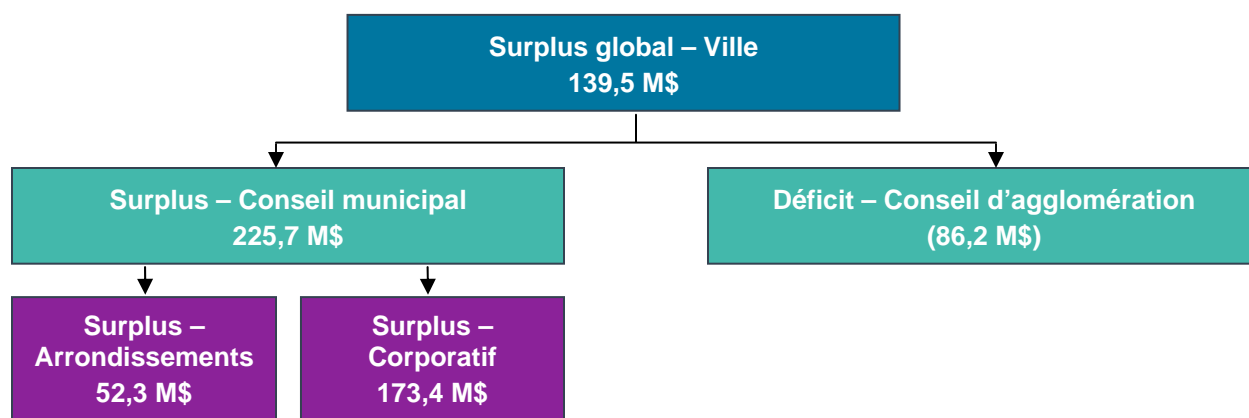 Surplus global – Ville
139,5 M$
Surplus – Conseil municipal
225,7 M$
Déficit – Conseil d'agglomération
(86,2 M$)
Surplus –
Arrondissements
52,3 M$
Surplus –
Corporatif
173,4 M$